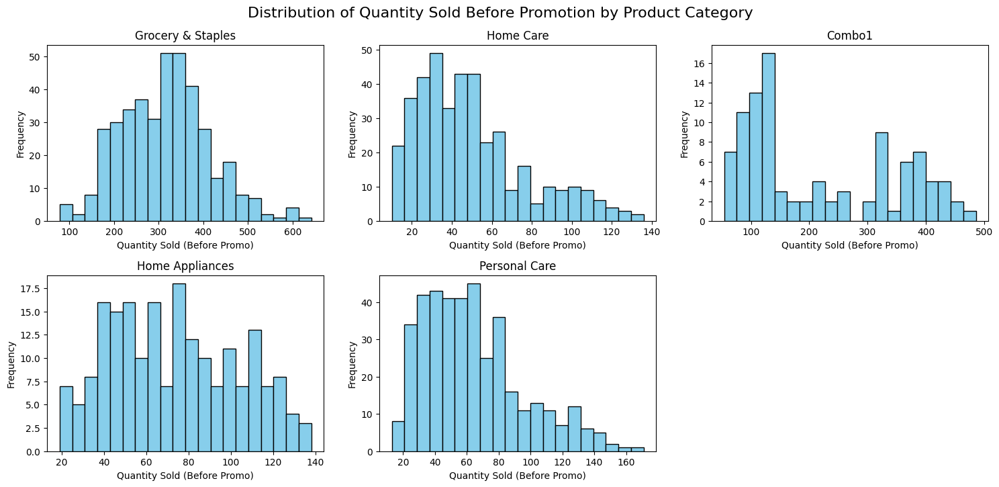 Distribution of Quantity Sold Before Promotion by Product Category
Grocery & Staples
Frequency
50
40
30
20
10
0
100 200 300 400 500 600
Quantity Sold (Before Promo)
Home Care
Frequency
50
40
30
20
10
0
20 40 60 80 100 120 140
Quantity Sold (Before Promo)
Combo1
Frequency
16
14
12
10
8
6
4
2
0
100 200 300 400 500
Quantity Sold (Before Promo)
Home Appliances
Frequency
17.5
15.0
12.5
10.0
7.5
5.0
2.5
0.0
20 40 60 80 100 120 140
Quantity Sold (Before Promo)
Personal Care
Frequency
40
30
20
10
0
20 40 60 80 100 120 140 160
Quantity Sold (Before Promo)